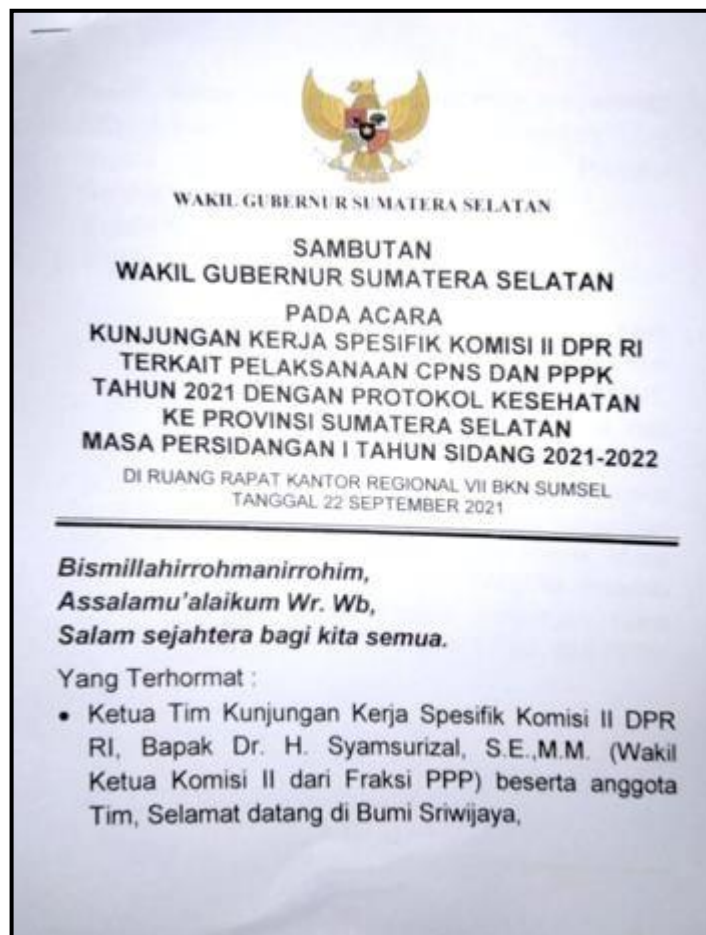 WAKIL GUBERNUR SUMATERA SELATAN
SAMBUTAN
WAKIL GUBERNUR SUMATERA SELATAN
PADA ACARA
KUNJUNGAN KERJA SPESIFIK KOMISI II DPR RI
TERKAIT PELAKSANAAN CPNS DAN PPPK
TAHUN 2021 DENGAN PROTOKOL KESEHATAN
KE PROVINSI SUMATERA SELATAN
MASA PERSIDANGAN I TAHUN SIDANG 2021-2022
DI RUANG RAPAT KANTOR REGIONAL VII BKN SUMSEL
TANGGAL 22 SEPTEMBER 2021
Bismillahirrohmanirrohim,
Assalamu'alaikum Wr. Wb,
Salam sejahtera bagi kita semua.
Yang Terhormat :
• Ketua Tim Kunjungan Kerja Spesifik Komisi II DPR
RI, Bapak Dr. H. Syamsurizal, S.E.,M.M. (Wakil
Ketua Komisi II dari Fraksi PPP) beserta anggota
Tim, Selamat datang di Bumi Sriwijaya,